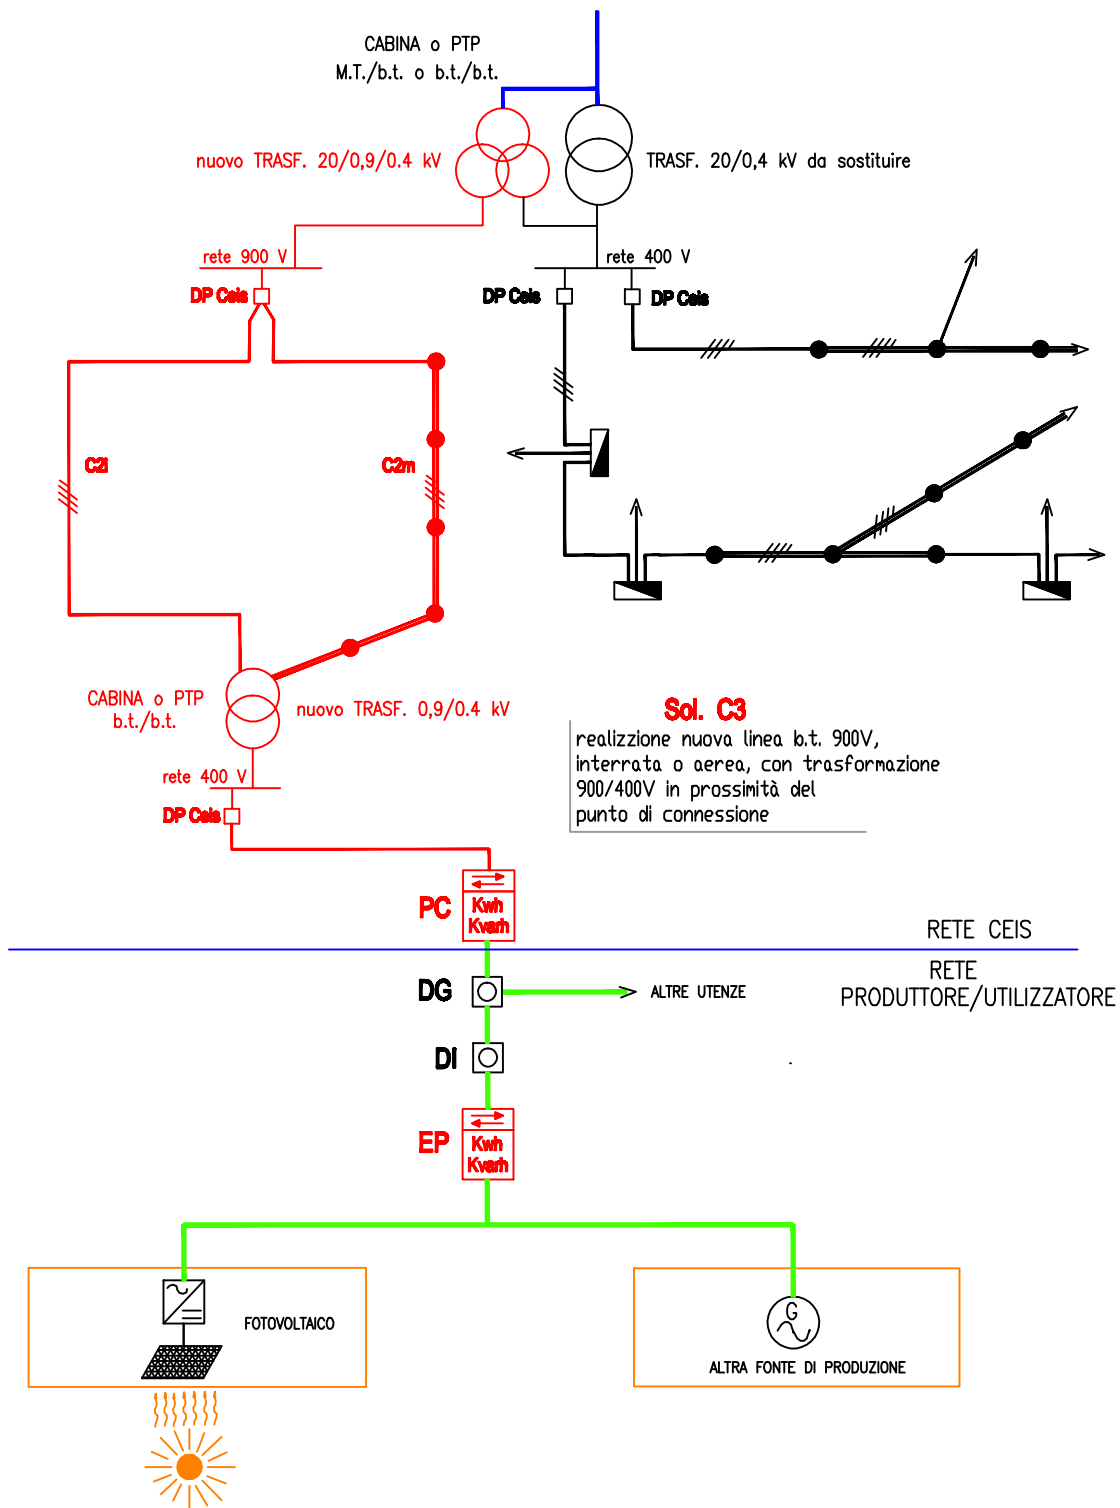 CABINA o PTP
M.T./b.t. o b.t./b.t.
nuovo TRASF. 20/0,9/0.4 kV
TRASF. 20/0,4 kV da sostituire
rete 900 V
rete 400 V
DP Ceis
DP Ceis
DP Ceis
C2i
C2m
CABINA o PTP
b.t./b.t.
nuovo TRASF. 0,9/0.4 kV
Sol. C3
realizzione nuova linea b.t. 900V,
interrata o aerea, con trasformazione
900/400V in prossimità del
punto di connessione
rete 400 V
DP Ceis
PC
Kwh
Kvarh
RETE CEIS
RETE
PRODUTTORE/UTILIZZATORE
DG
ALTRE UTENZE
DI
EP
Kwh
Kvarh
FOTOVOLTAICO
G
ALTRA FONTE DI PRODUZIONE